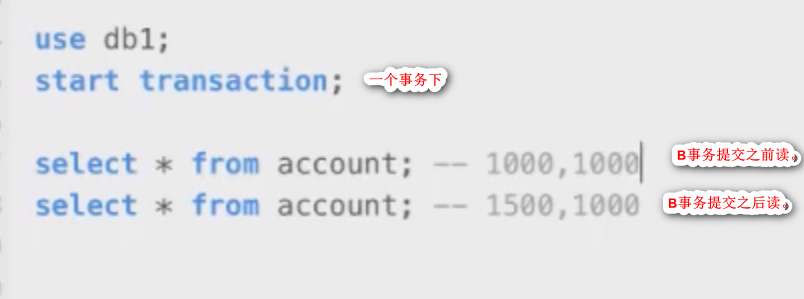 use db1;
start transaction; 一个事务下
select * from account; -- 1000,1000 B事务提交之前读。
select * from account; -- 1500,1000 B事务提交之后读。